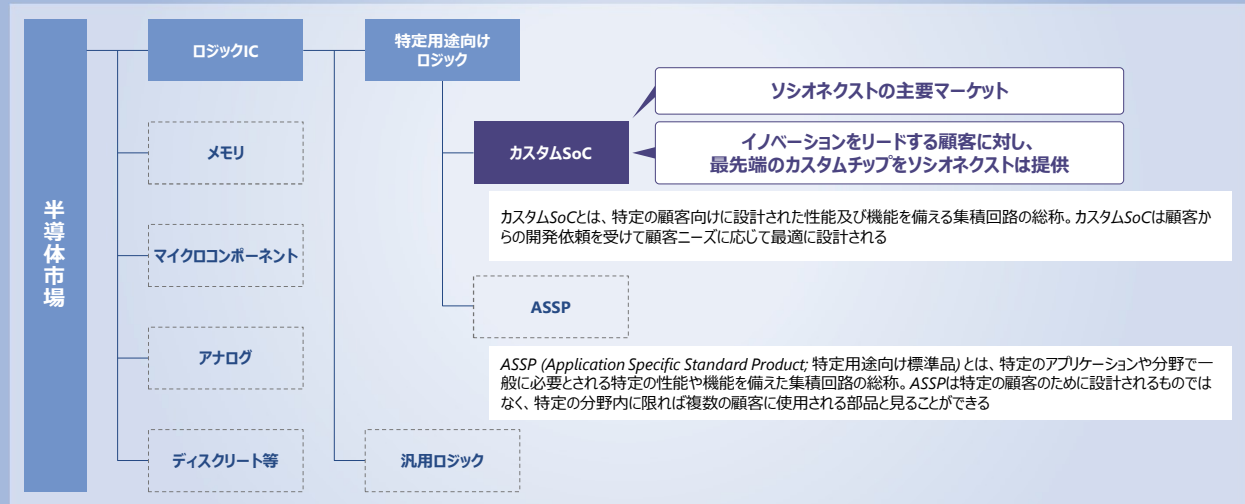 半導体市場
ロジックIC
メモリ
マイクロコンポーネント
アナログ
ディスクリート等
特定用途向け
ロジック
汎用ロジック
カスタムSoC
ソシオネクストの主要マーケット
イノベーションをリードする顧客に対し、
最先端のカスタムチップをソシオネクストは提供
カスタムSoCとは、特定の顧客向けに設計された性能及び機能を備える集積回路の総称。カスタムSoCは顧客か
らの開発依頼を受けて顧客ニーズに応じて最適に設計される
ASSP
ASSP (Application Specific Standard Product; 特定用途向け標準品) とは、特定のアプリケーションや分野で一
般に必要とされる特定の性能や機能を備えた集積回路の総称。ASSPは特定の顧客のために設計されるものでは
なく、特定の分野内に限れば複数の顧客に使用される部品と見ることができる